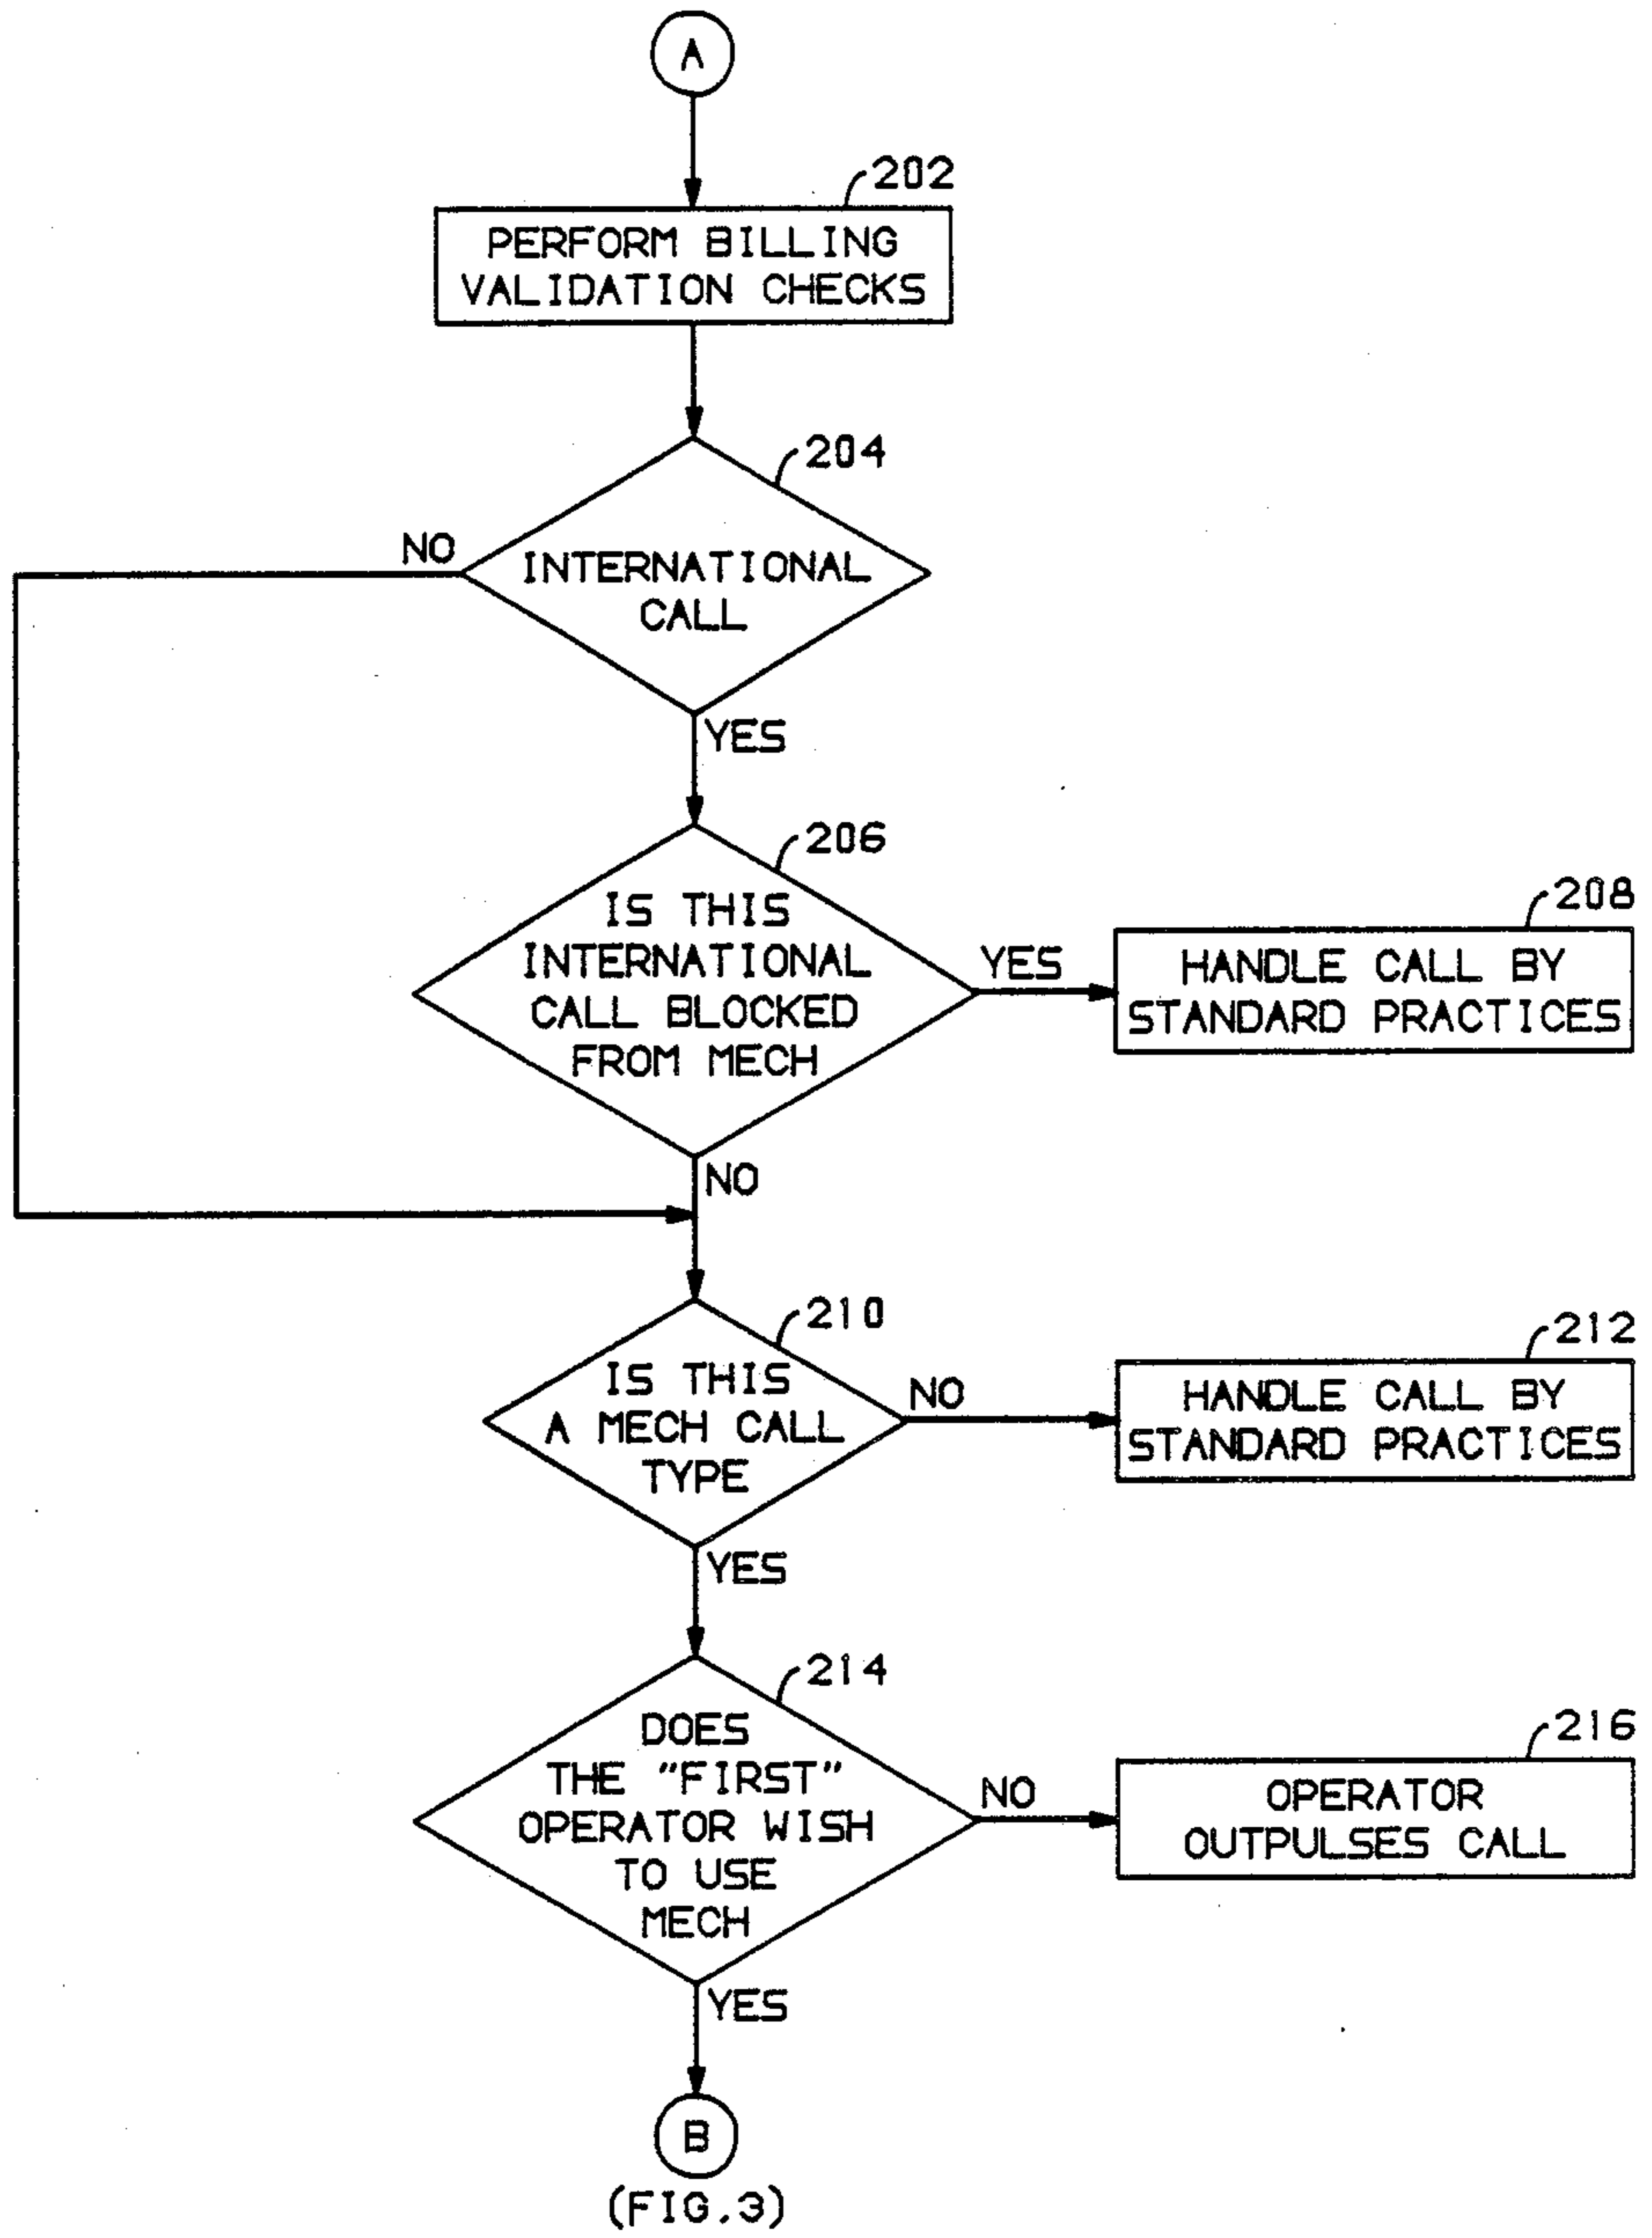 A
202
PERFORM BILLING
VALIDATION CHECKS
204
NO
INTERNATIONAL
CALL
YES
206
IS THIS
INTERNATIONAL
CALL BLOCKED
FROM MECH
YES
208
HANDLE CALL BY
STANDARD PRACTICES
NO
210
IS THIS
A MECH CALL
TYPE
NO
212
HANDLE CALL BY
STANDARD PRACTICES
YES
214
DOES
THE "FIRST"
OPERATOR WISH
TO USE
MECH
NO
216
OPERATOR
OUTPULSES CALL
YES
B
(FIG.3)